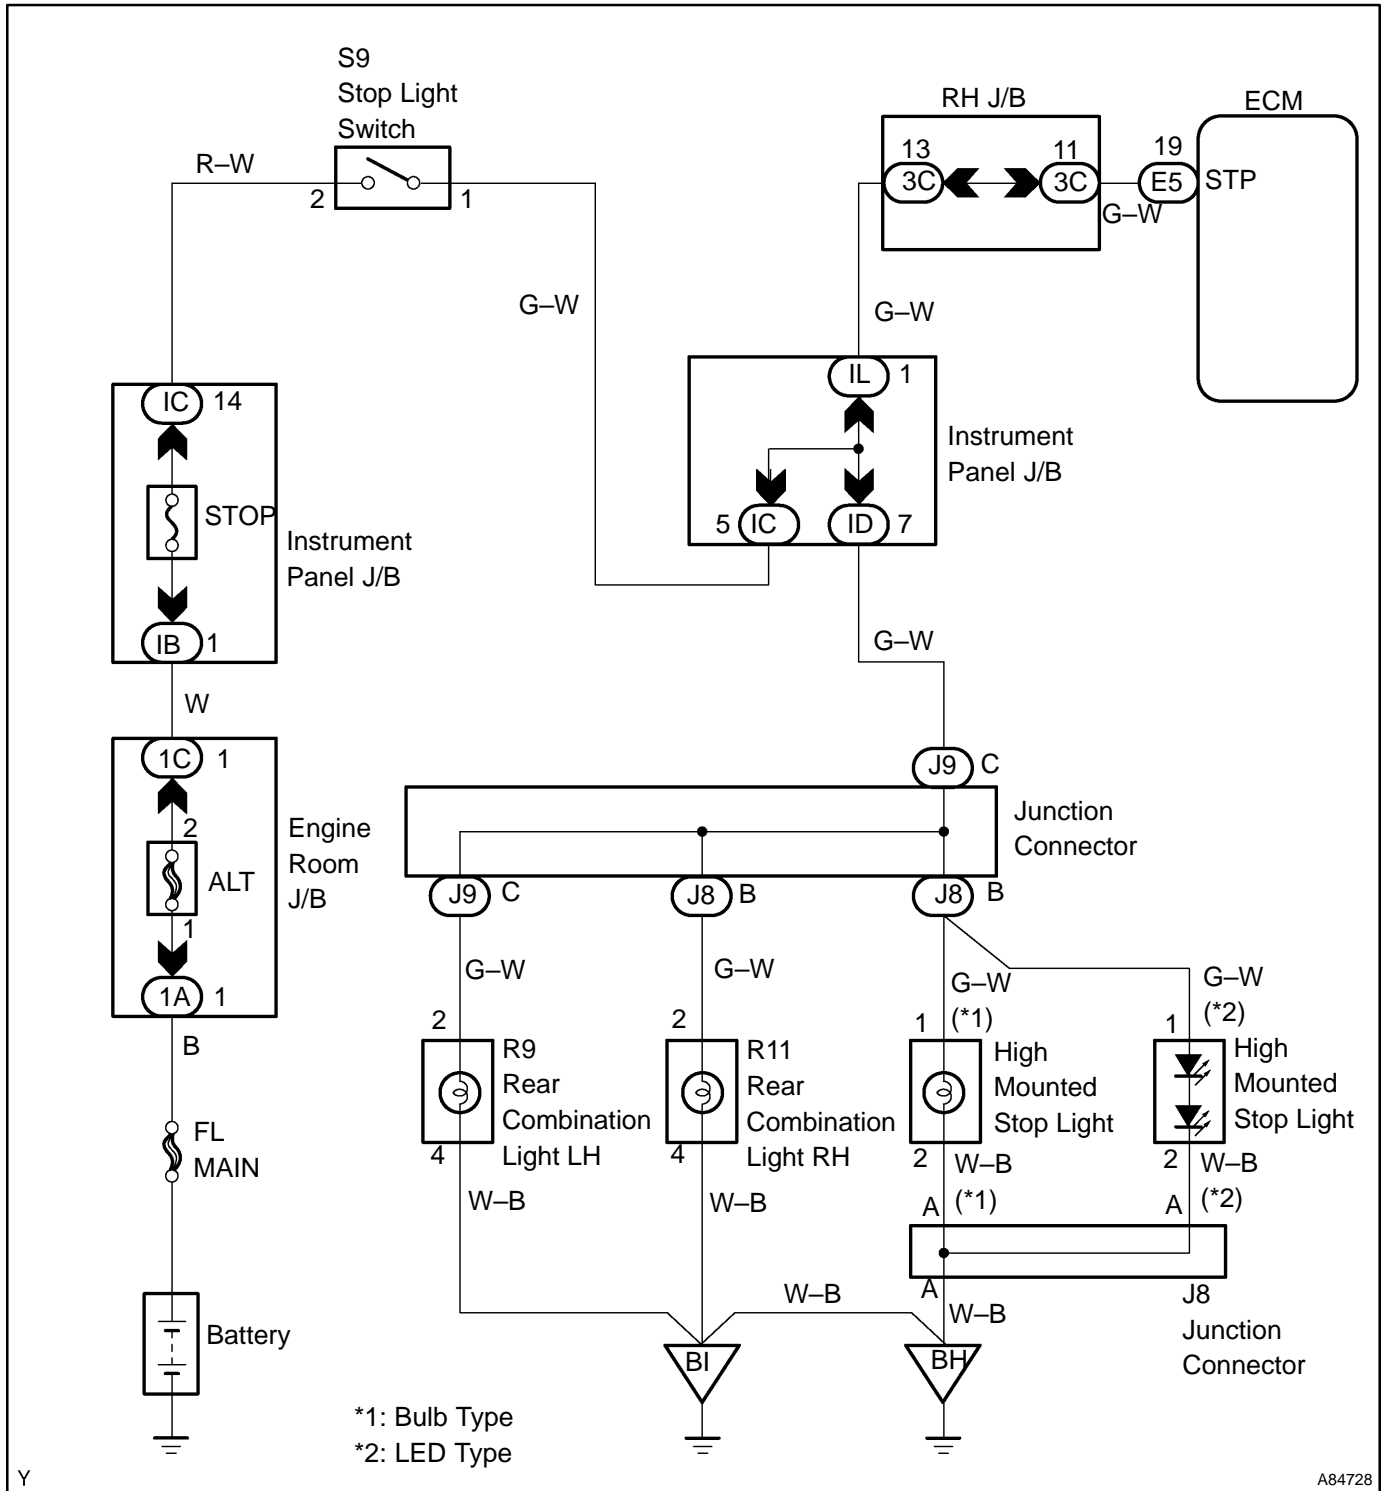 S9
Stop Light
Switch
R–W
2
1
RH J/B
ECM
13
3C
11
3C
19
E5
STP
G–W
G–W
G–W
IC
14
STOP
Instrument
Panel J/B
IB
1
IL
1
Instrument
Panel J/B
5
IC
ID
7
W
G–W
1C
1
2
ALT
Engine
Room
J/B
1
1A
1
J9
C
Junction
Connector
J9
C
J8
B
J8
B
B
G–W
G–W
G–W
(*1)
G–W
(*2)
2
R9
Rear
Combination
Light LH
4
2
R11
Rear
Combination
Light RH
4
1
High
Mounted
Stop Light
2
1
High
Mounted
Stop Light
2
FL
MAIN
W–B
W–B
W–B
(*1)
W–B
(*2)
A
A
A
J8
Junction
Connector
W–B
W–B
Battery
BI
BH
*1: Bulb Type
*2: LED Type
Y
A84728